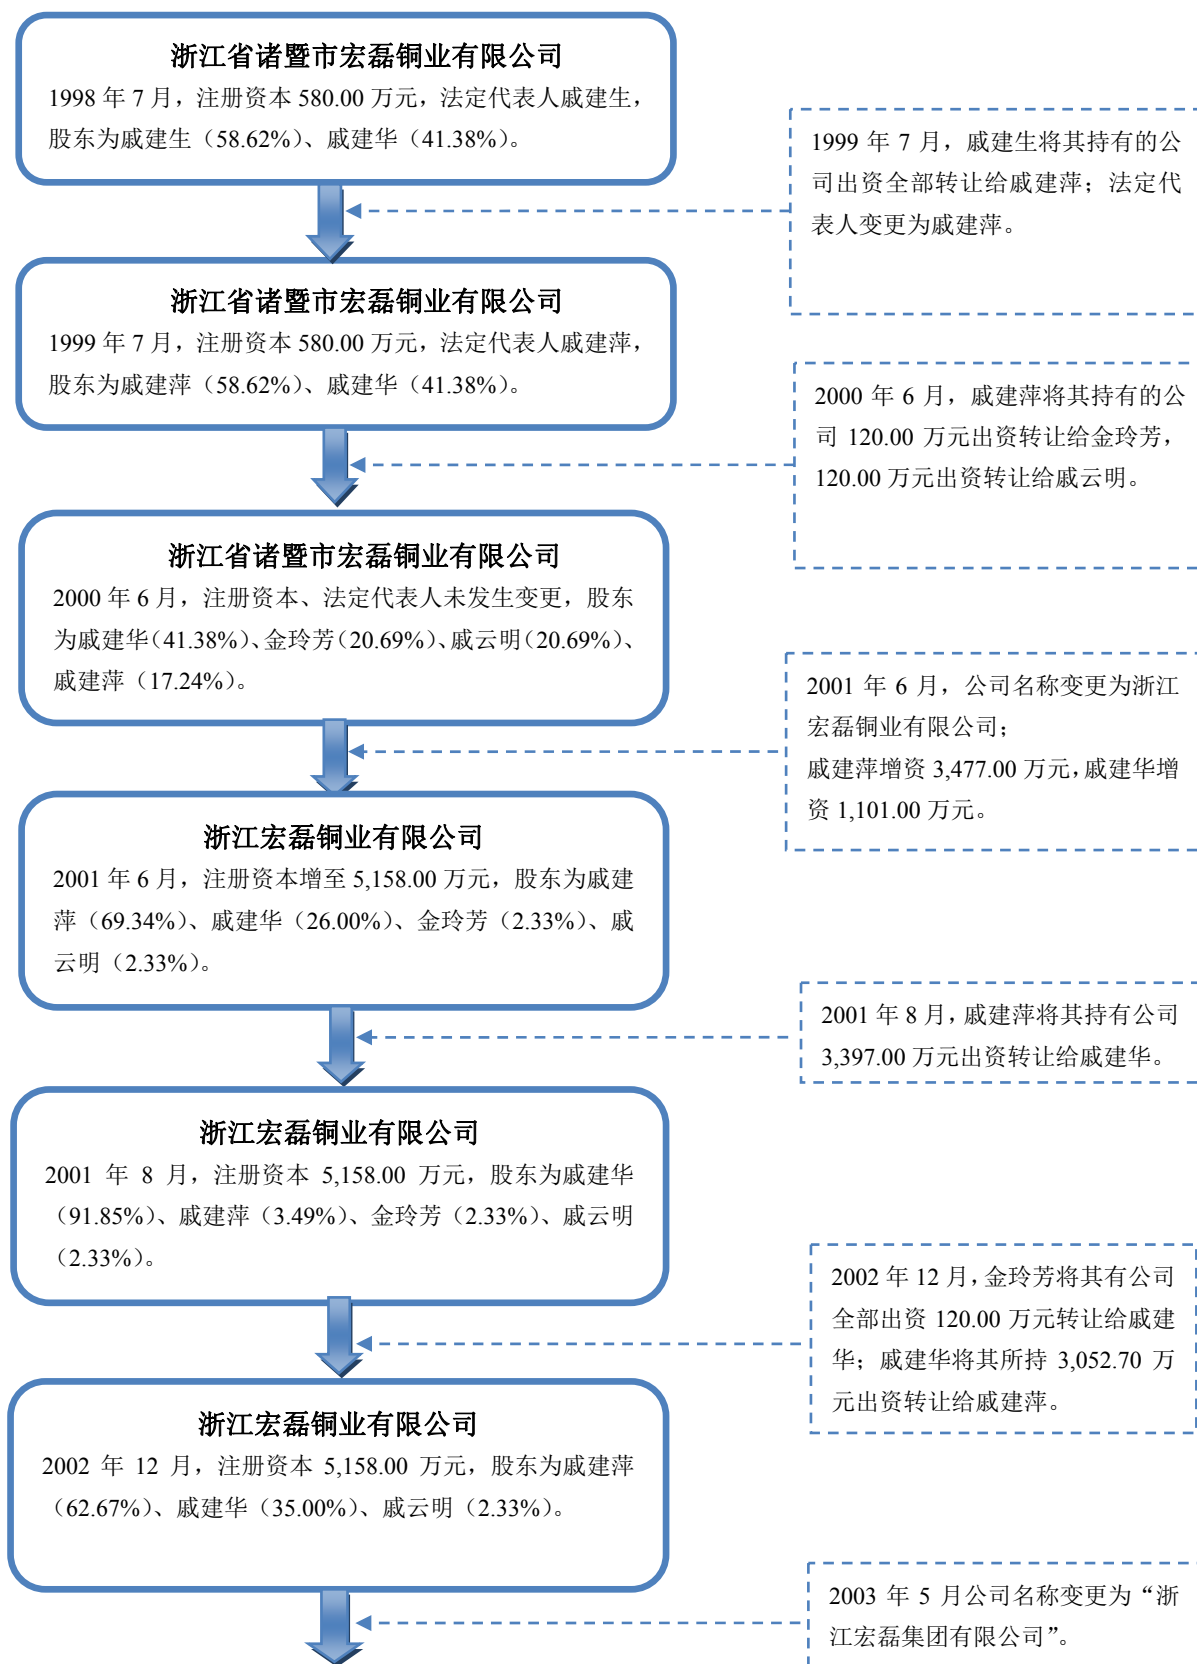 浙江省诸暨市宏磊铜业有限公司
1998 年 7 月，注册资本 580.00 万元，法定代表人戚建生，
股东为戚建生（58.62%）、戚建华（41.38%）。
1999 年 7 月，戚建生将其持有的公
司出资全部转让给戚建萍；法定代
表人变更为戚建萍。
浙江省诸暨市宏磊铜业有限公司
1999 年 7 月，注册资本 580.00 万元，法定代表人戚建萍，
股东为戚建萍（58.62%）、戚建华（41.38%）。
2000 年 6 月，戚建萍将其持有的公
司 120.00 万元出资转让给金玲芳，
120.00 万元出资转让给戚云明。
浙江省诸暨市宏磊铜业有限公司
2000 年 6 月，注册资本、法定代表人未发生变更，股东
为戚建华（41.38%）、金玲芳（20.69%）、戚云明（20.69%）、
戚建萍（17.24%）。
2001 年 6 月，公司名称变更为浙江
宏磊铜业有限公司；
戚建萍增资 3,477.00 万元，戚建华增
资 1,101.00 万元。
浙江宏磊铜业有限公司
2001 年 6 月，注册资本增至 5,158.00 万元，股东为戚建
萍（69.34%）、戚建华（26.00%）、金玲芳（2.33%）、戚
云明（2.33%）。
2001 年 8 月，戚建萍将其持有公司
3,397.00 万元出资转让给戚建华。
浙江宏磊铜业有限公司
2001 年 8 月，注册资本 5,158.00 万元，股东为戚建华
（91.85%）、戚建萍（3.49%）、金玲芳（2.33%）、戚云明
（2.33%）。
2002 年 12 月，金玲芳将其有公司
全部出资 120.00 万元转让给戚建
华；戚建华将其所持 3,052.70 万
元出资转让给戚建萍。
浙江宏磊铜业有限公司
2002 年 12 月，注册资本 5,158.00 万元，股东为戚建萍
（62.67%）、戚建华（35.00%）、戚云明（2.33%）。
2003 年 5 月公司名称变更为“浙
江宏磊集团有限公司”。